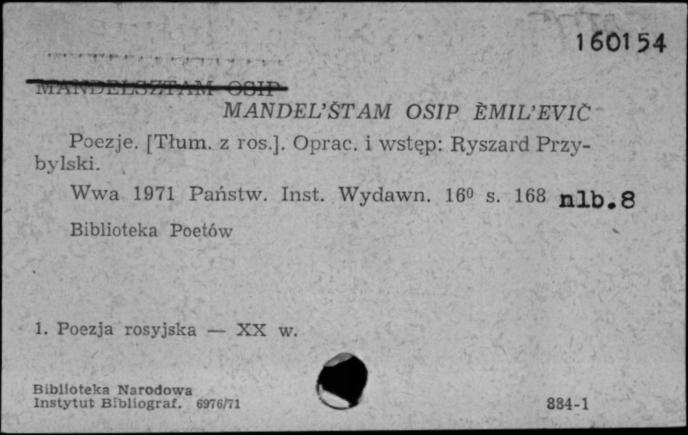 160154
MANDELSZTAM OSIP
MANDEL'ŠTAM OSIP ÈMIL'EVIČ
Poezje. [Tłum. z ros.]. Oprac. i wstęp: Ryszard Przy-
bylski.
Wwa 1971 Państw. Inst. Wydawn. 16⁰ s. 168 nlb.8
Biblioteka Poetów
1. Poezja rosyjska — XX w.
Biblioteka Narodowa
Instytut Bibliograf. 6976/71
884-1